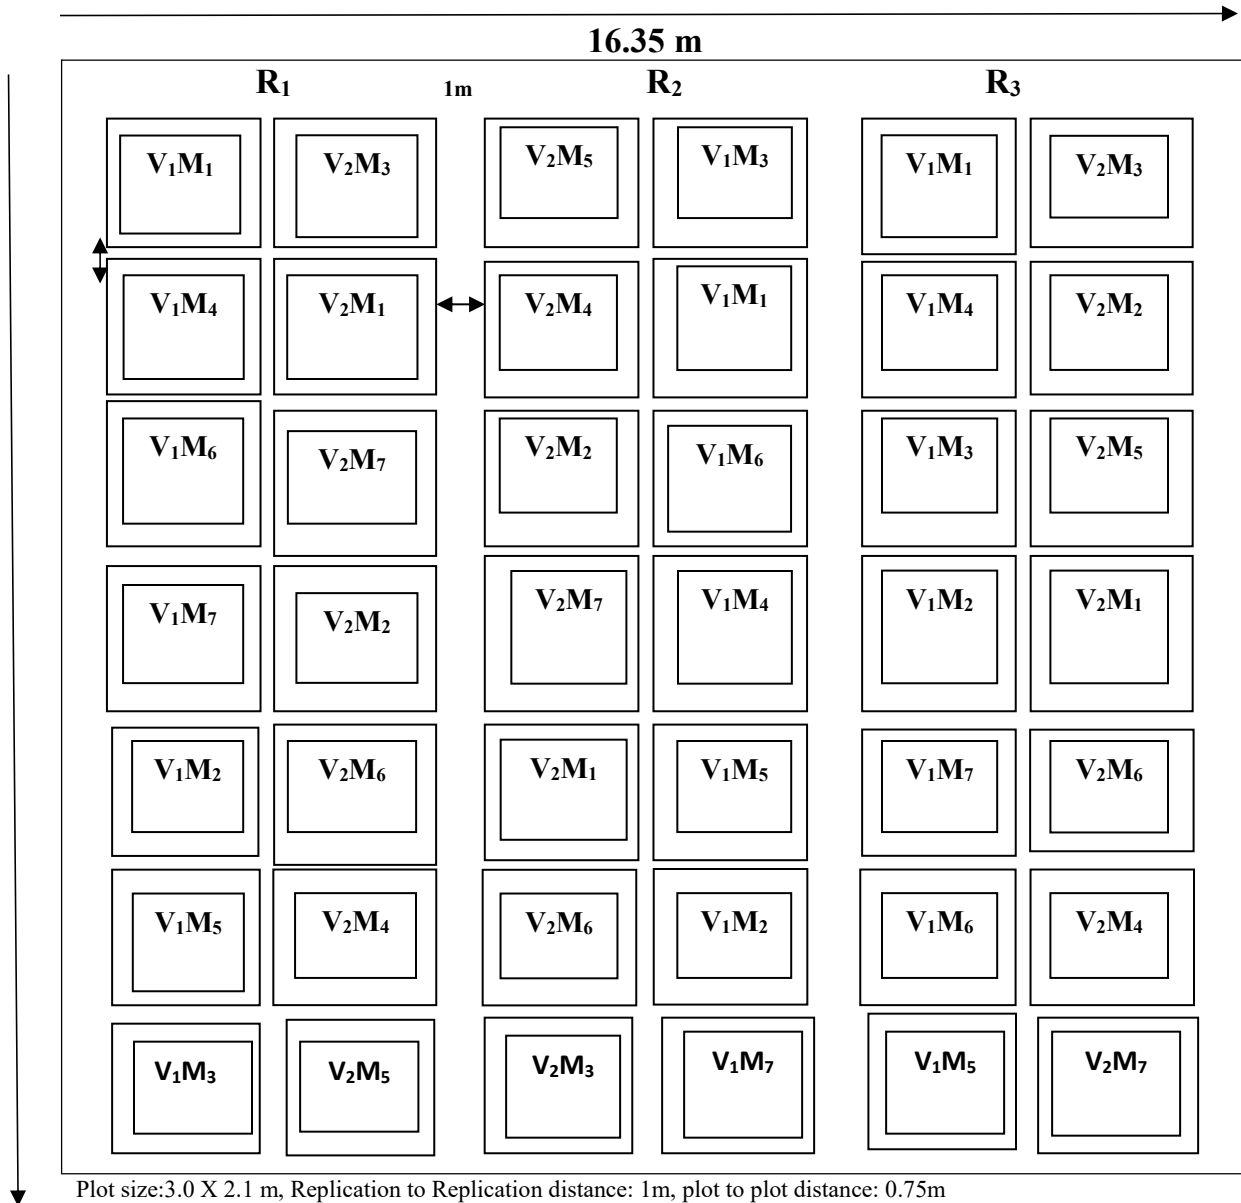 16.35 m
R₁ 1m R₂ R₃
V₁M₁ V₂M₃ V₂M₅ V₁M₃ V₁M₁ V₂M₃
V₁M₄ V₂M₁ V₂M₄ V₁M₁ V₁M₄ V₂M₂
V₁M₆ V₂M₇ V₂M₂ V₁M₆ V₁M₃ V₂M₅
V₁M₇ V₂M₂ V₂M₇ V₁M₄ V₁M₂ V₂M₁
V₁M₂ V₂M₆ V₂M₁ V₁M₅ V₁M₇ V₂M₆
V₁M₅ V₂M₄ V₂M₆ V₁M₂ V₁M₆ V₂M₄
V₁M₃ V₂M₅ V₂M₃ V₁M₇ V₁M₅ V₂M₇
Plot size:3.0 X 2.1 m, Replication to Replication distance: 1m, plot to plot distance: 0.75m